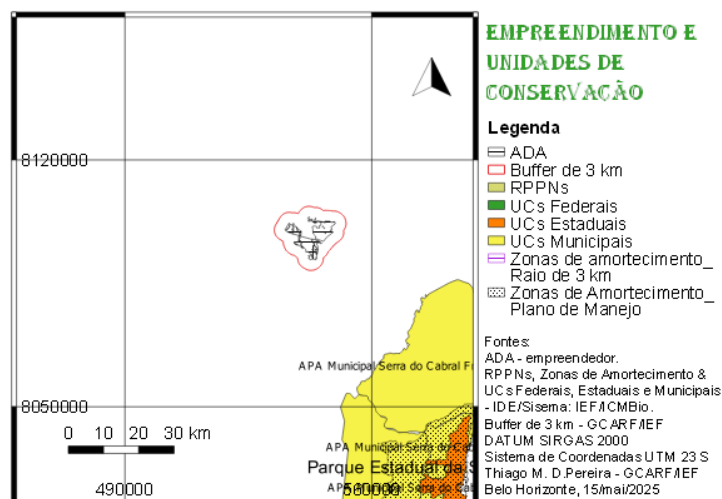 EMPREENDIMENTO E
UNIDADES DE
CONSERVAÇÃO
Legenda
ADA
Buffer de 3 km
RPPNs
UCs Federais
UCs Estaduais
UCs Municipais
Zonas de amortecimento_
Raio de 3 km
Zonas de Amortecimento_
Plano de Manejo
Fontes:
ADA - empreendedor.
RPPNs, Zonas de Amortecimento &
UCs Federais, Estaduais e Municipais
- IDE/Sisema: IEF/ICMBio.
Buffer de 3 km - GCARF/IEF
DATUM SIRGAS 2000
Sistema de Coordenadas UTM 23 S
Thiago M. D.Pereira - GCARF/IEF
Belo Horizonte, 15/mai/2025
8120000
APA Municipal Serra do Cabral
8050000
0 10 20 30 km
APA Municipal Serra do
Parque Estadual da
490000
560000